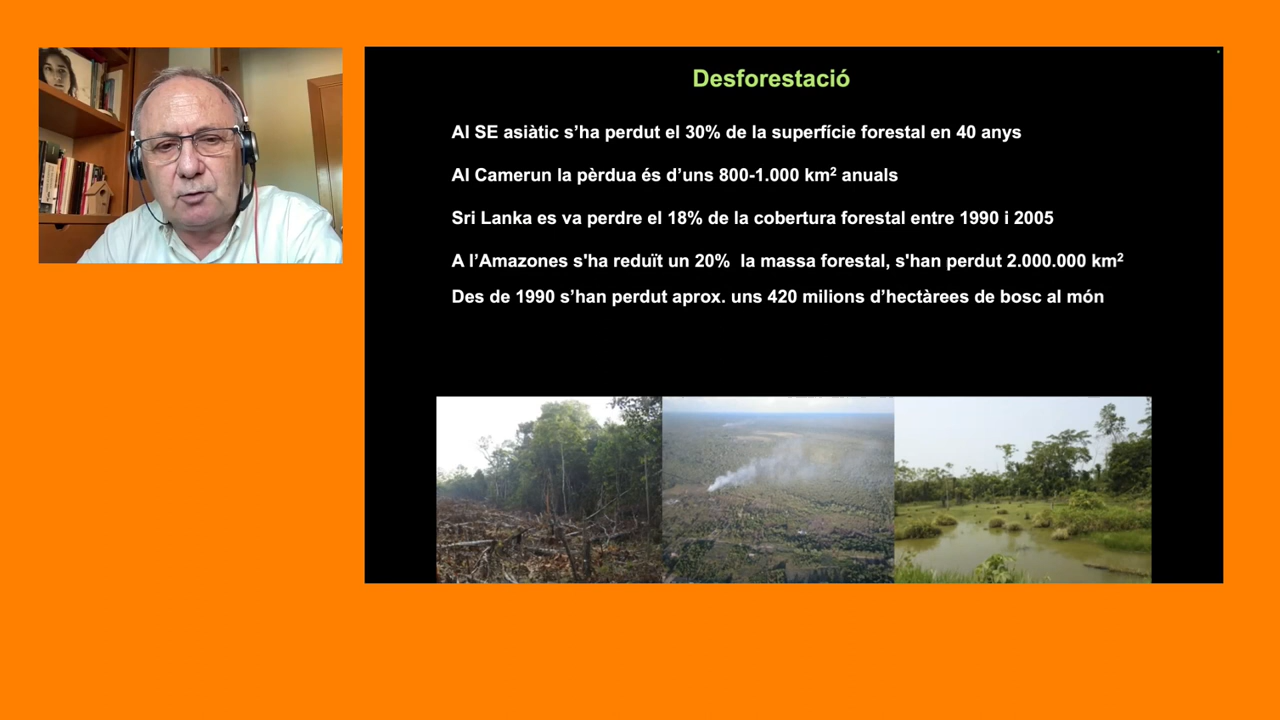 Desforestació
Al SE asiàtic s’ha perdut el 30% de la superfície forestal en 40 anys
Al Camerun la pèrdua és d’uns 800-1.000 km² anuals
Sri Lanka es va perdre el 18% de la cobertura forestal entre 1990 i 2005
A l’Amazones s'ha reduït un 20%  la massa forestal, s'han perdut 2.000.000 km²
Des de 1990 s’han perdut aprox. uns 420 milions d’hectàrees de bosc al món